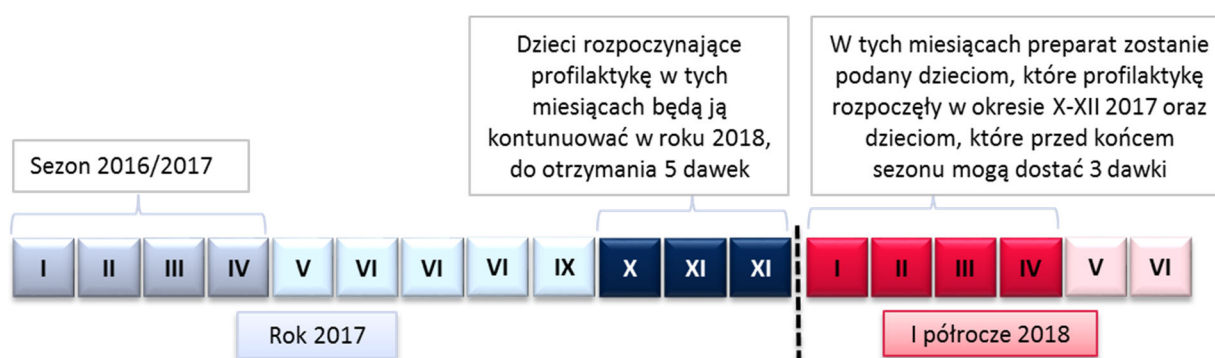 Dzieci rozpoczynające
profilaktykę w tych
miesiącach będą ją
kontunuować w roku 2018,
do otrzymania 5 dawek
W tych miesiącach preparat zostanie
podany dzieciom, które profilaktykę
rozpoczęły w okresie X-XII 2017 oraz
dzieciom, które przed końcem
sezonu mogą dostać 3 dawki
Sezon 2016/2017
I II III IV V VI VI VI IX X XI XI I II III IV V VI
Rok 2017
I półrocze 2018